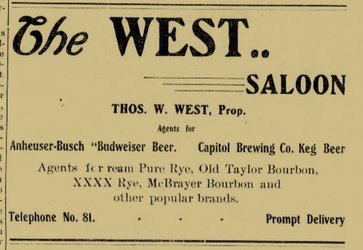 The WEST..
SALOON
THOS. W. WEST, Prop.
Agents for
Anheuser-Busch "Budweiser Beer. Capitol Brewing Co. Keg Beer
Agents for ream Pure Rye, Old Taylor Bourbon,
XXXX Rye, McBrayer Bourbon and
other popular brands.
Telephone No. 81. - - - Prompt Delivery